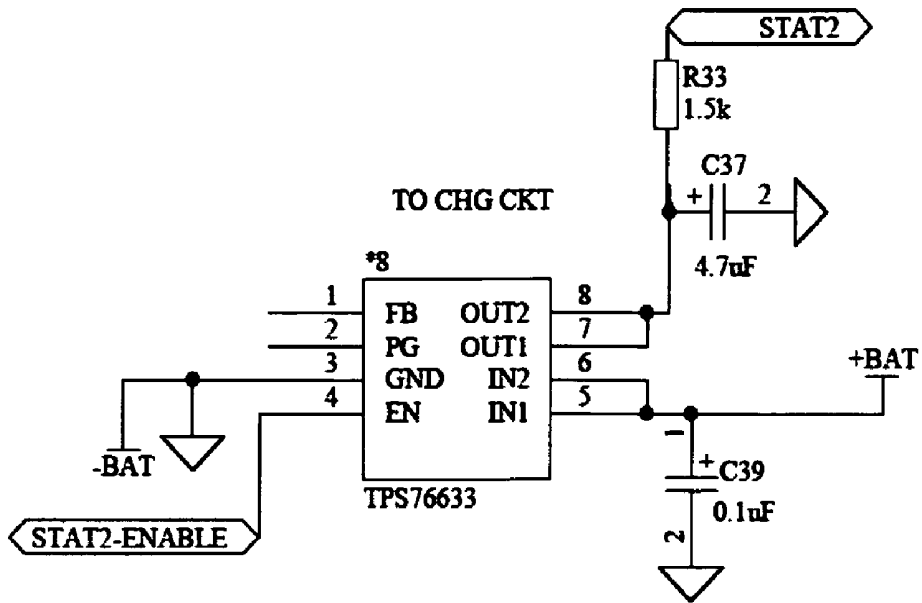 STAT2
R33
1.5k
C37
+ 2
4.7uF
TO CHG CKT
*8
1 FB OUT2 8
2 PG OUT1 7
3 GND IN2 6
4 EN IN1 5
TPS76633
+BAT
-BAT
1
+ C39
0.1uF
2
STAT2-ENABLE